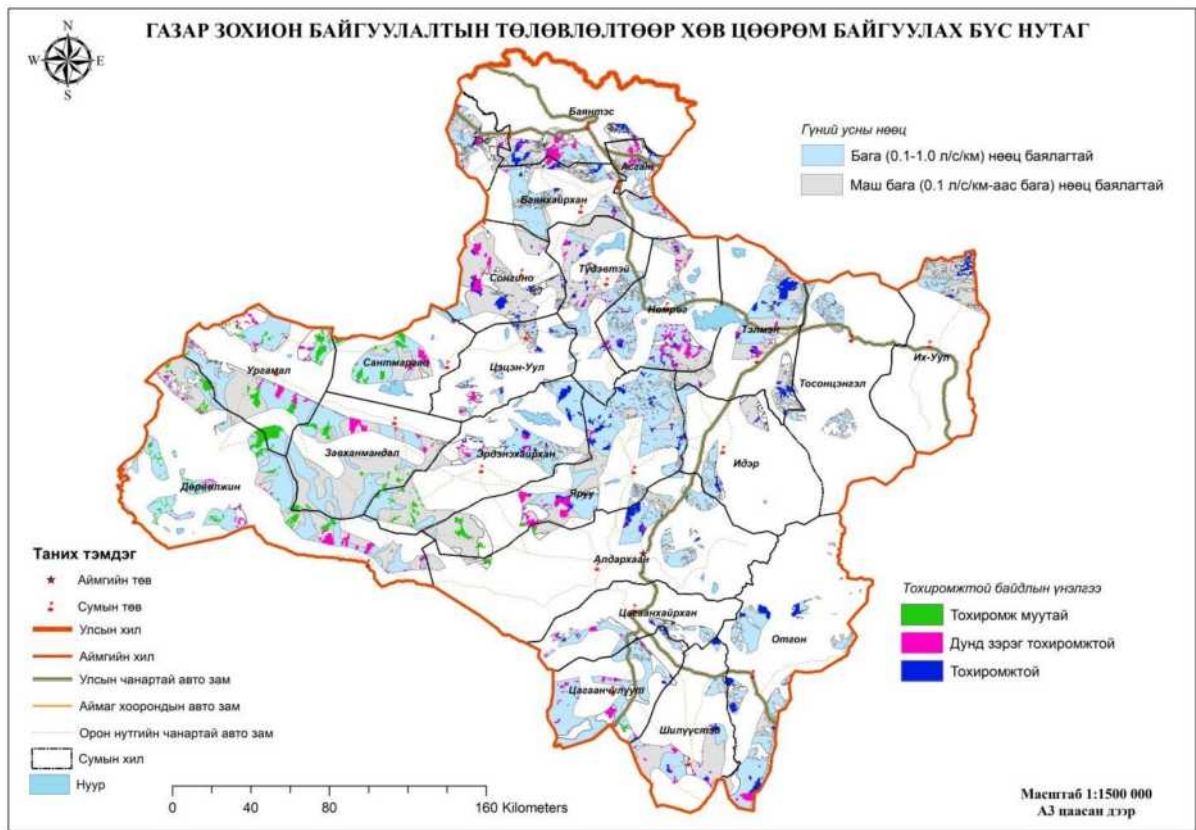 ГАЗАР ЗОХИОН БАЙГУУЛАЛТЫН ТӨЛӨВЛӨЛТӨӨР ХӨВ ЦӨӨРӨМ БАЙГУУЛАХ БҮС НУТАГ
N
W E
S
Гүний усны нөөц
Бага (0.1-1.0 л/с/км) нөөц баялагтай
Маш бага (0.1 л/с/км-аас бага) нөөц баялагтай
Баянтэс
Тэс
Асгат
Баянхайрхан
Сонгино
Түдэвтэй
Нөмрөг
Тэлмэн
Их-Уул
Ургамал
Сантмаргац
Цэцэн-Уул
Тосонцэнгэл
Завханмандал
Эрдэнэхайрхан
Идэр
Дөрвөлжин
Яруу
Алдархаан
Цагаанхайрхан
Отгон
Цагаанчулуут
Шилүүстэй
Таних тэмдэг
Аймгийн төв
Сумын төв
Улсын хил
Аймгийн хил
Улсын чанартай авто зам
Аймаг хоорондын авто зам
Орон нутгийн чанартай авто зам
Сумын хил
Нуур
Тохиромжтой байдлын үнэлгээ
Тохиромж муутай
Дунд зэрэг тохиромжтой
Тохиромжтой
0 40 80 160 Kilometers
Масштаб 1:1500 000
А3 цаасан дээр